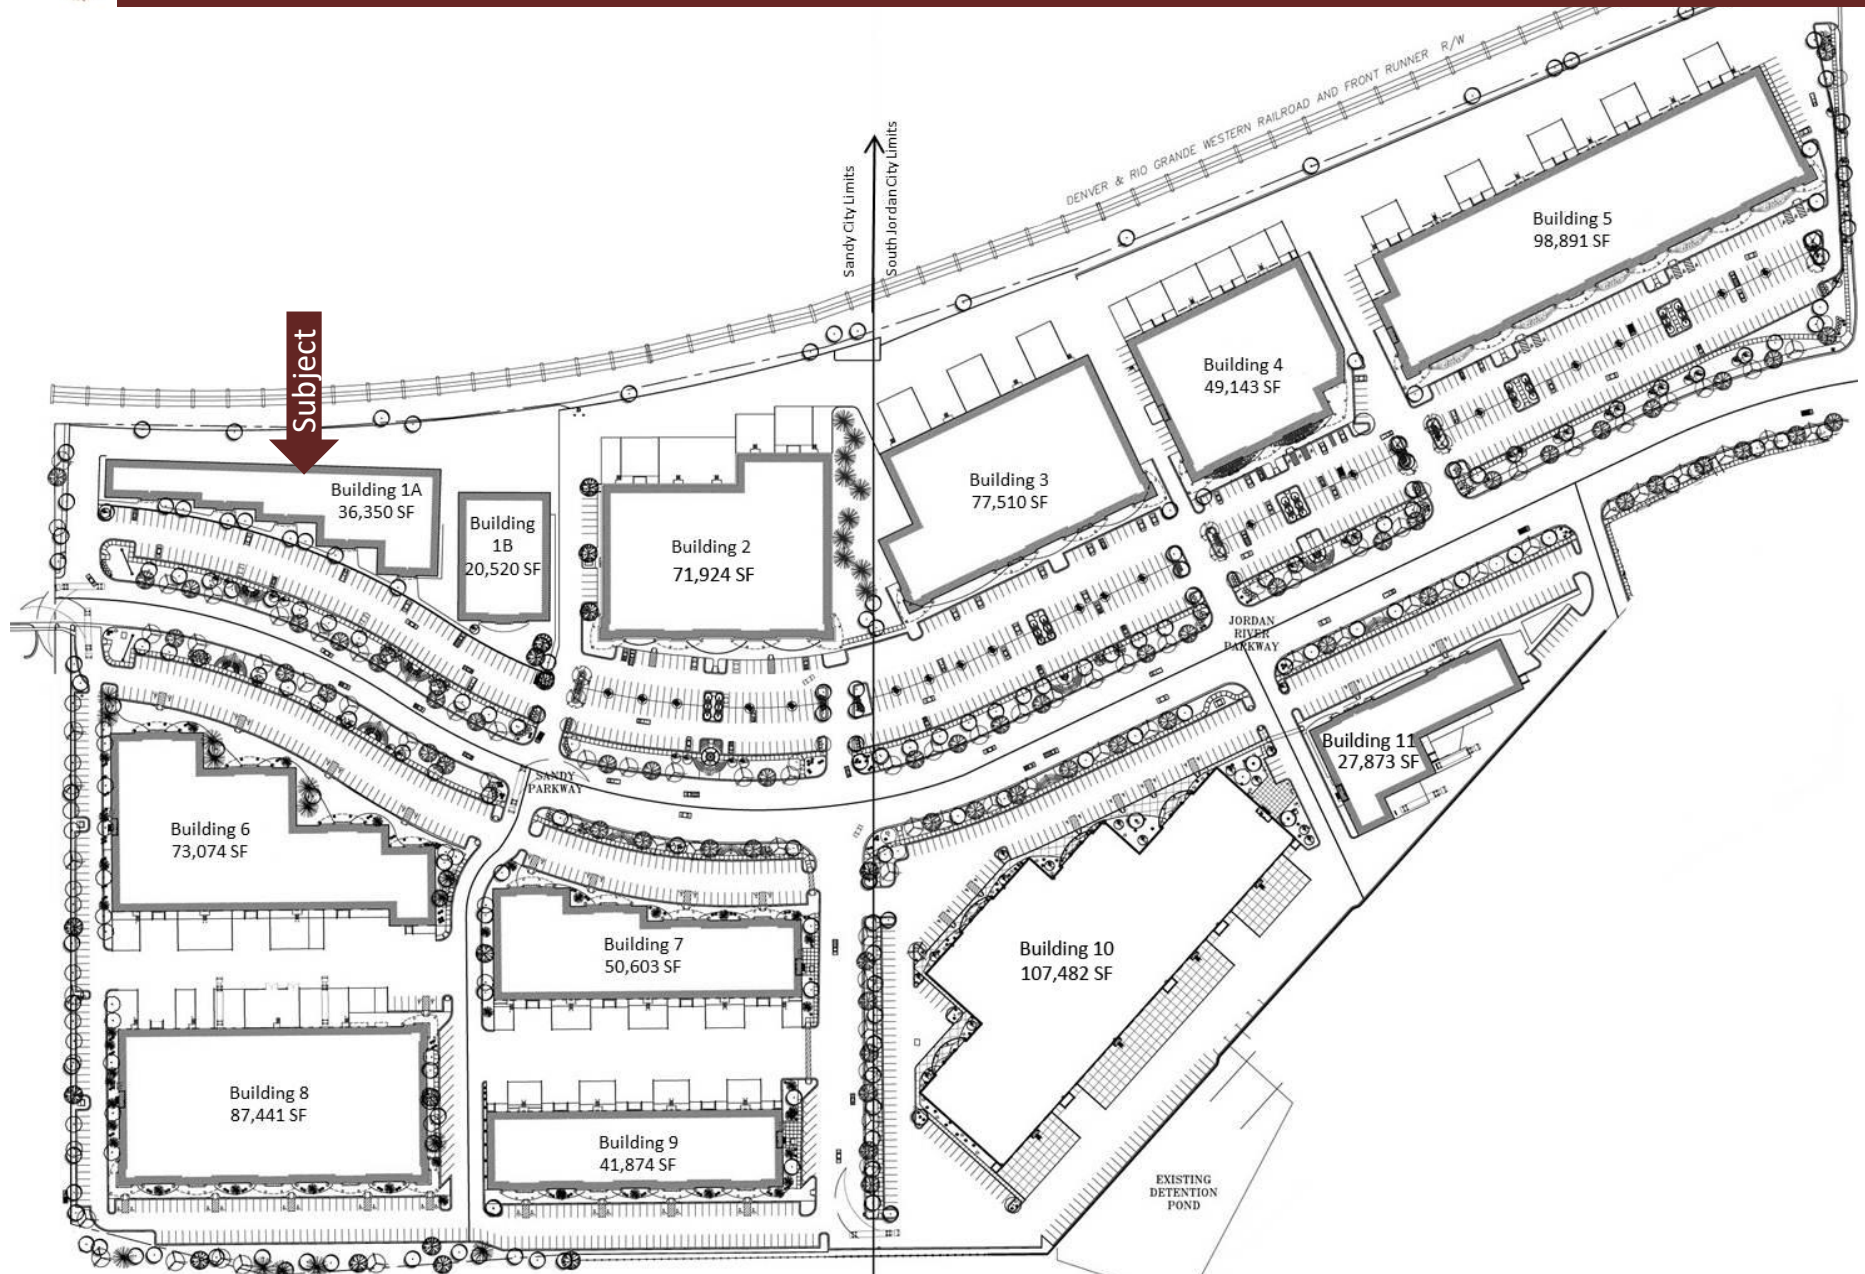 DENVER & RIO GRANDE WESTERN RAILROAD AND FRONT RUNNER R/W
Sandy City Limits
South Jordan City Limits
Building 5
98,891 SF
Subject
Building 4
49,143 SF
Building 1A
36,350 SF
Building 3
77,510 SF
Building
1B
20,520 SF
Building 2
71,924 SF
JORDAN
RIVER
PARKWAY
Building 11
27,873 SF
SANDY
PARKWAY
Building 6
73,074 SF
Building 7
50,603 SF
Building 10
107,482 SF
Building 8
87,441 SF
Building 9
41,874 SF
EXISTING
DETENTION
POND